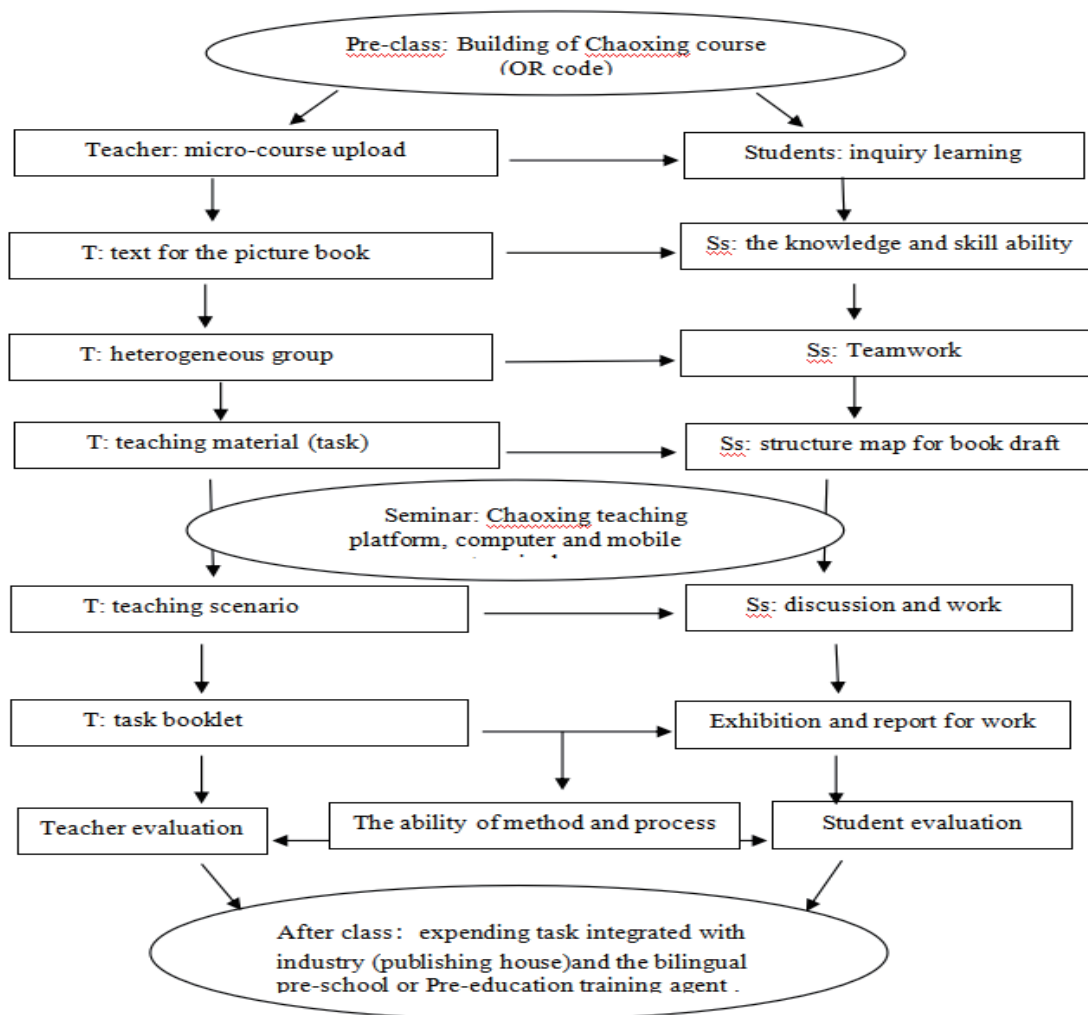 Pre-class: Building of Chaoxing course
(OR code)
Teacher: micro-course upload
Students: inquiry learning
T: text for the picture book
Ss: the knowledge and skill ability
T: heterogeneous group
Ss: Teamwork
T: teaching material (task)
Ss: structure map for book draft
Seminar: Chaoxing teaching
platform, computer and mobile
T: teaching scenario
Ss: discussion and work
T: task booklet
Exhibition and report for work
Teacher evaluation
The ability of method and process
Student evaluation
After class: expending task integrated with
industry (publishing house)and the bilingual
pre-school or Pre-education training agent .